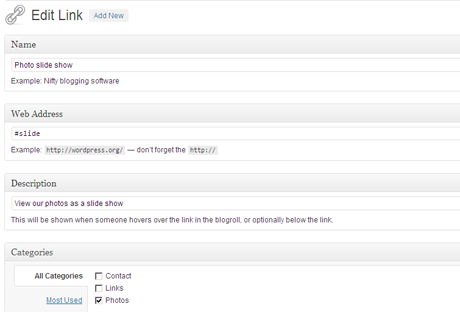 Edit Link Add New
Name
Photo slide show
Example: Nifty blogging software
Web Address
#slide
Example: http://wordpress.org/ — don't forget the http://
Description
View our photos as a slide show
This will be shown when someone hovers over the link in the blogroll, or optionally below the link.
Categories
All Categories Contact
Links
Most Used Photos